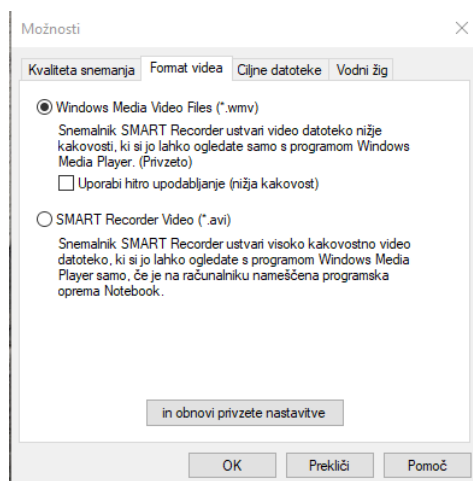 Možnosti
Kvaliteta snemanja Format videa Ciljne datoteke Vodni žig
Windows Media Video Files (*.wmv)
Snemalnik SMART Recorder ustvari video datoteko nižje
kakovosti, ki si jo lahko ogledate samo s programom Windows
Media Player. (Privzeto)
Uporabi hitro upodabljanje (nižja kakovost)
SMART Recorder Video (*.avi)
Snemalnik SMART Recorder ustvari visoko kakovostno video
datoteko, ki si jo lahko ogledate s programom Windows Media
Player samo, če je na računalniku nameščena programska
oprema Notebook.
in obnovi privzete nastavitve
OK Prekliči Pomoč